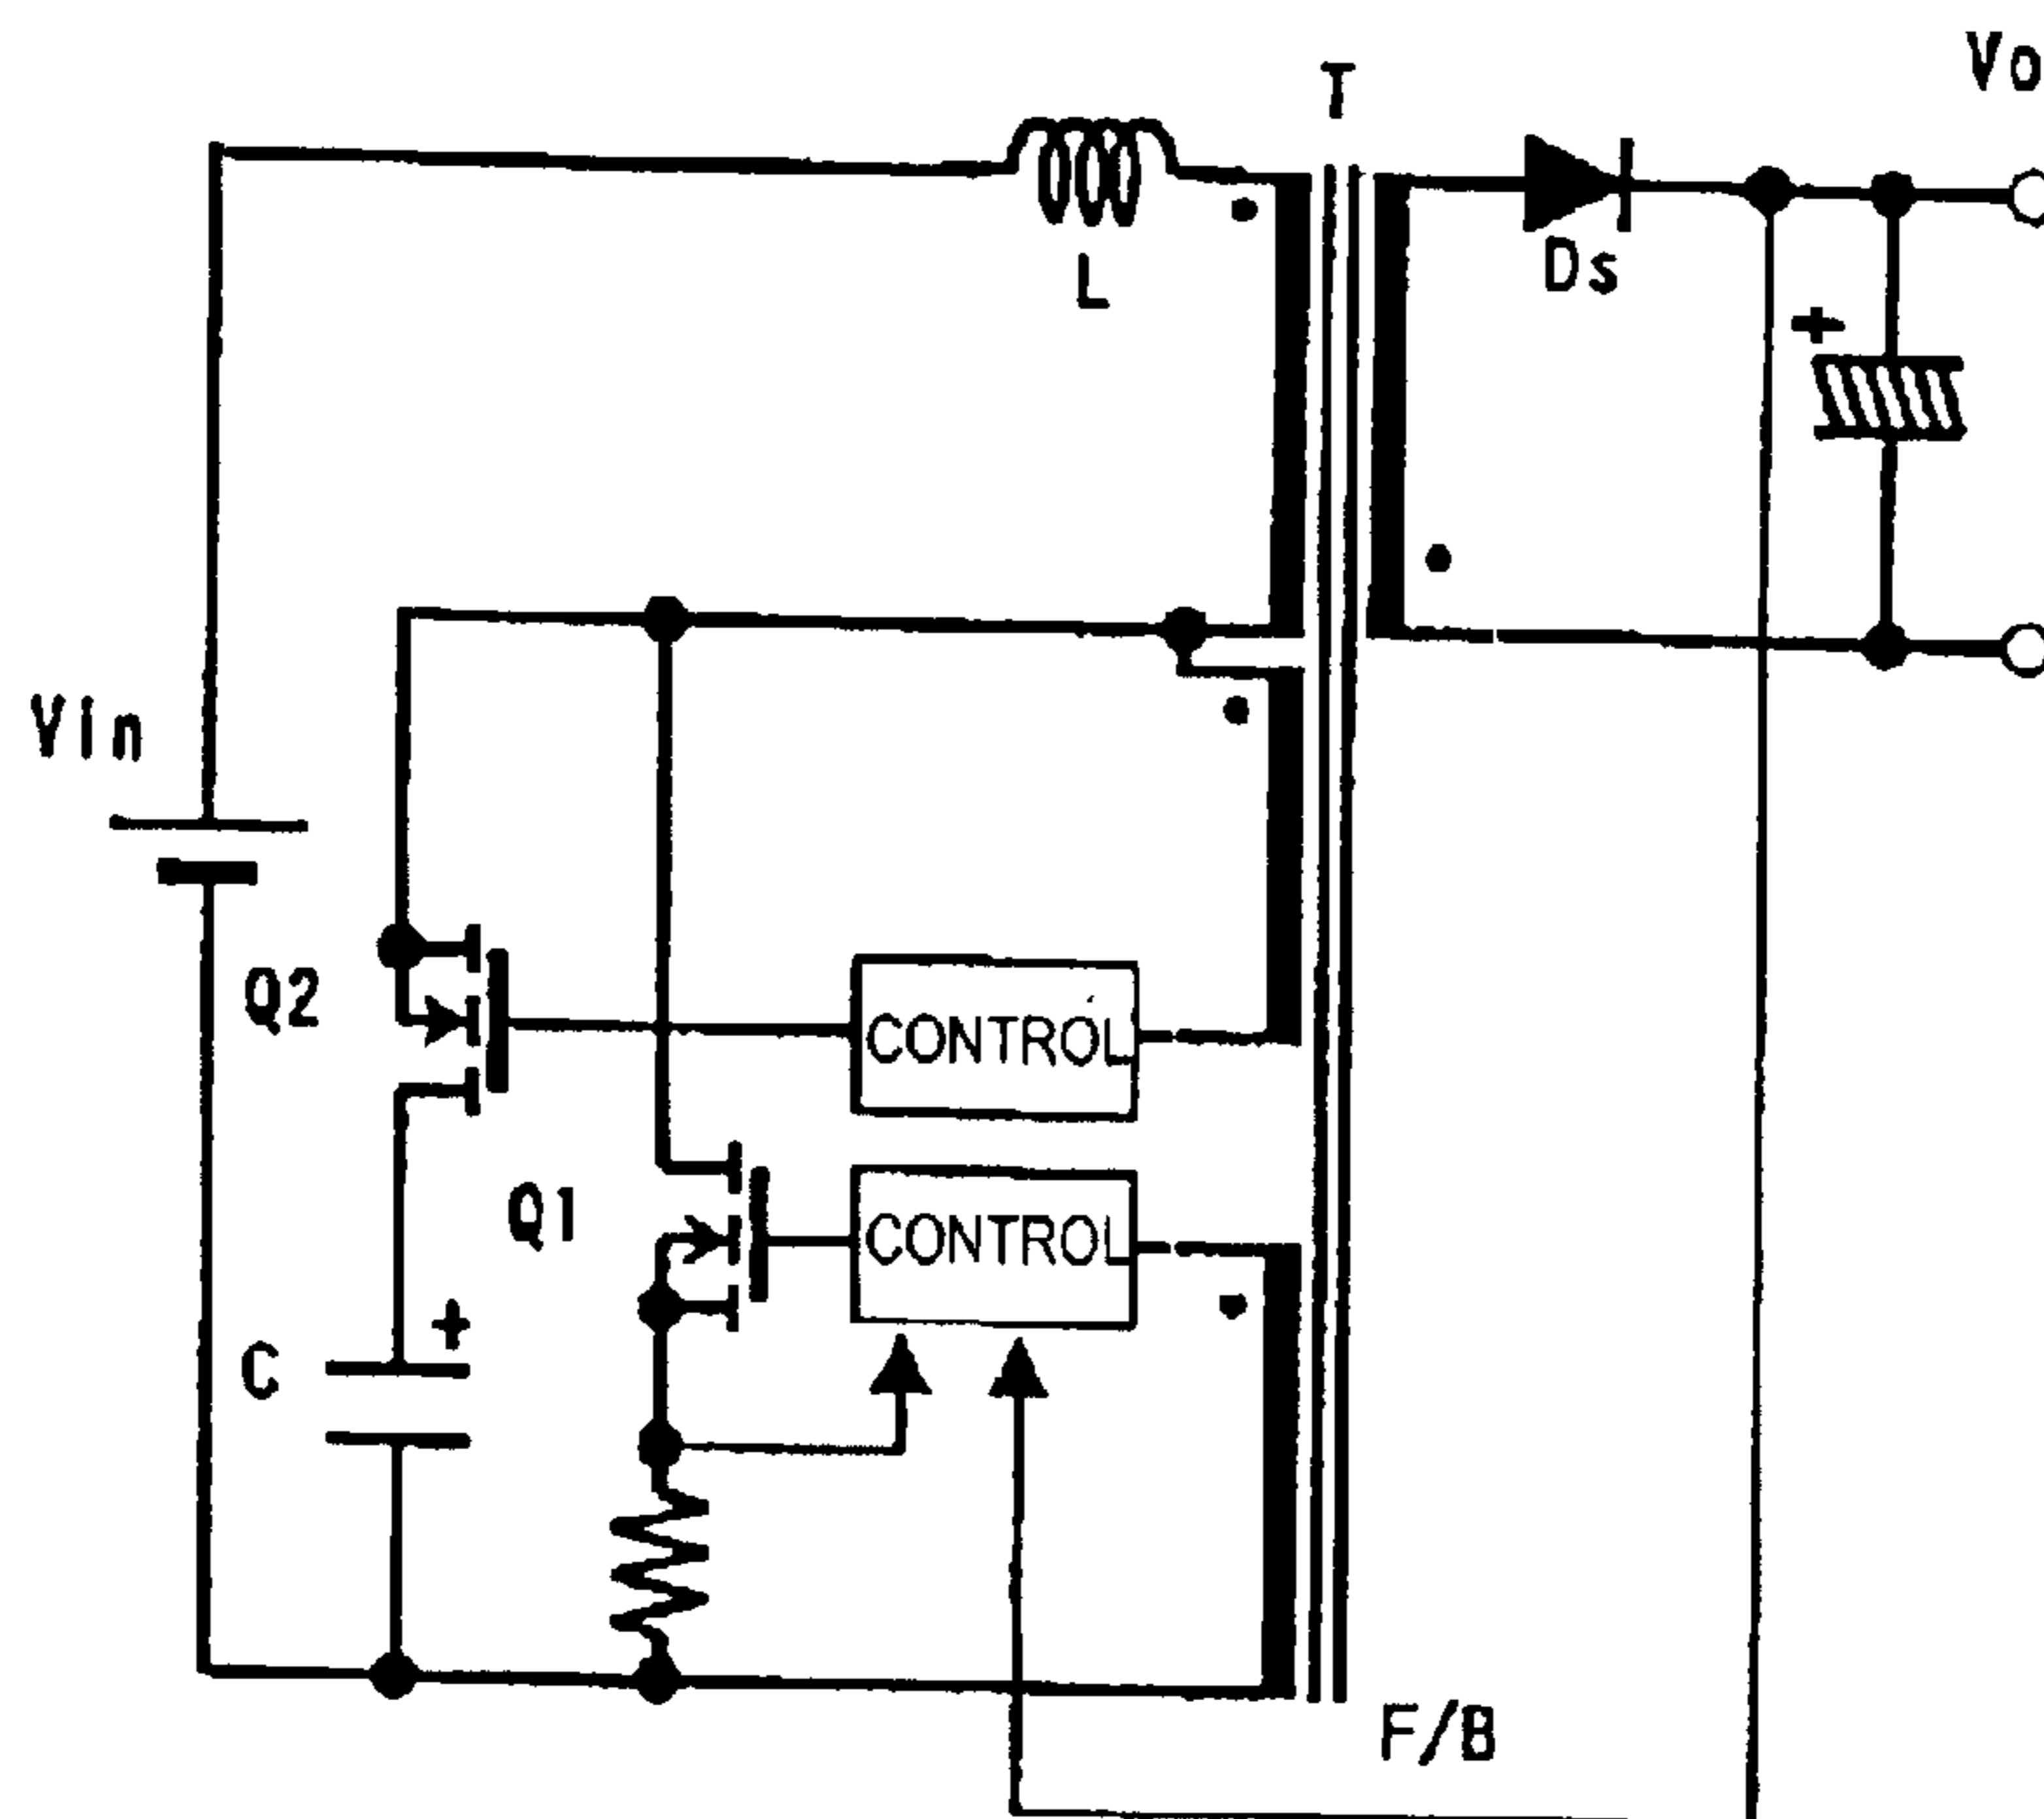 T
Vo
L
Ds
+
Vin
Q2
CONTROL
Q1
CONTROL
+
C
F/B